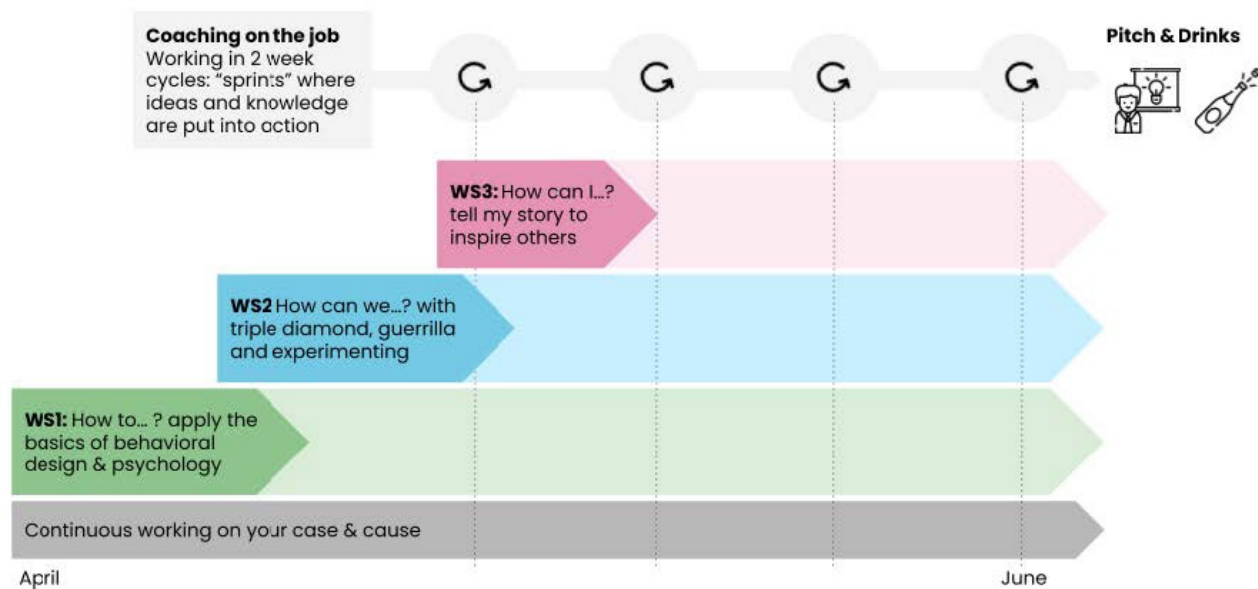 Coaching on the job
Working in 2 week
cycles: “sprints” where
ideas and knowledge
are put into action
Pitch & Drinks
WS3: How can I...?
tell my story to
inspire others
WS2 How can we...? with
triple diamond, guerrilla
and experimenting
WS1: How to... ? apply the
basics of behavioral
design & psychology
Continuous working on your case & cause
April
June